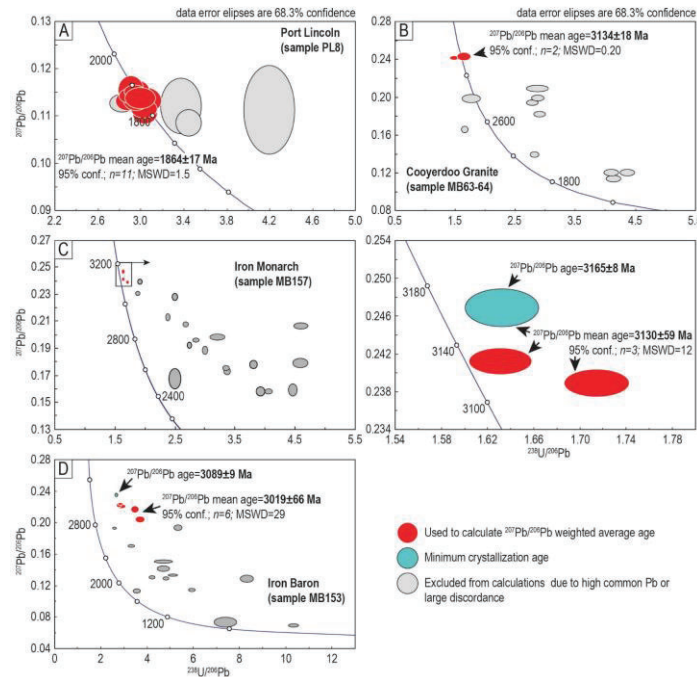 data error elipses are 68.3% confidence
data error elipses are 68.3% confidence
A
Port Lincoln
(sample PL8)
2000
1800
²⁰⁷Pb/²⁰⁶Pb mean age=1864±17 Ma
95% conf.; n=11; MSWD=1.5
²⁰⁷Pb/²⁰⁶Pb
0.19
0.17
0.15
0.13
0.11
0.09
2.2
2.6
3.0
3.4
3.8
4.2
4.6
5.0
B
²⁰⁷Pb/²⁰⁶Pb mean age=3134±18 Ma
95% conf.; n=2; MSWD=0.20
2600
1800
Cooyerdoo Granite
(sample MB63-64)
0.28
0.24
0.20
0.16
0.12
0.08
0.5
1.5
2.5
3.5
4.5
C
3200
Iron Monarch
(sample MB157)
2800
2400
²⁰⁷Pb/²⁰⁶Pb
0.27
0.25
0.23
0.21
0.19
0.17
0.15
0.13
0.5
1.5
2.5
3.5
4.5
5.5
0.254
0.250
0.246
0.242
0.238
0.234
²⁰⁷Pb/²⁰⁶Pb age=3165±8 Ma
3180
²⁰⁷Pb/²⁰⁶Pb mean age=3130±59 Ma
95% conf.; n=3; MSWD=12
3140
3100
1.54
1.58
1.62
1.66
1.70
1.74
1.78
²³⁸U/²⁰⁶Pb
D
²⁰⁷Pb/²⁰⁶Pb age=3089±9 Ma
²⁰⁷Pb/²⁰⁶Pb mean age=3019±66 Ma
95% conf.; n=6; MSWD=29
2800
2000
1200
Iron Baron
(sample MB153)
²⁰⁷Pb/²⁰⁶Pb
0.28
0.24
0.20
0.16
0.12
0.08
0.04
0
2
4
6
8
10
12
²³⁸U/²⁰⁶Pb
Used to calculate ²⁰⁷Pb/²⁰⁶Pb weighted average age
Minimum crystallization age
Excluded from calculations due to high common Pb or
large discordance